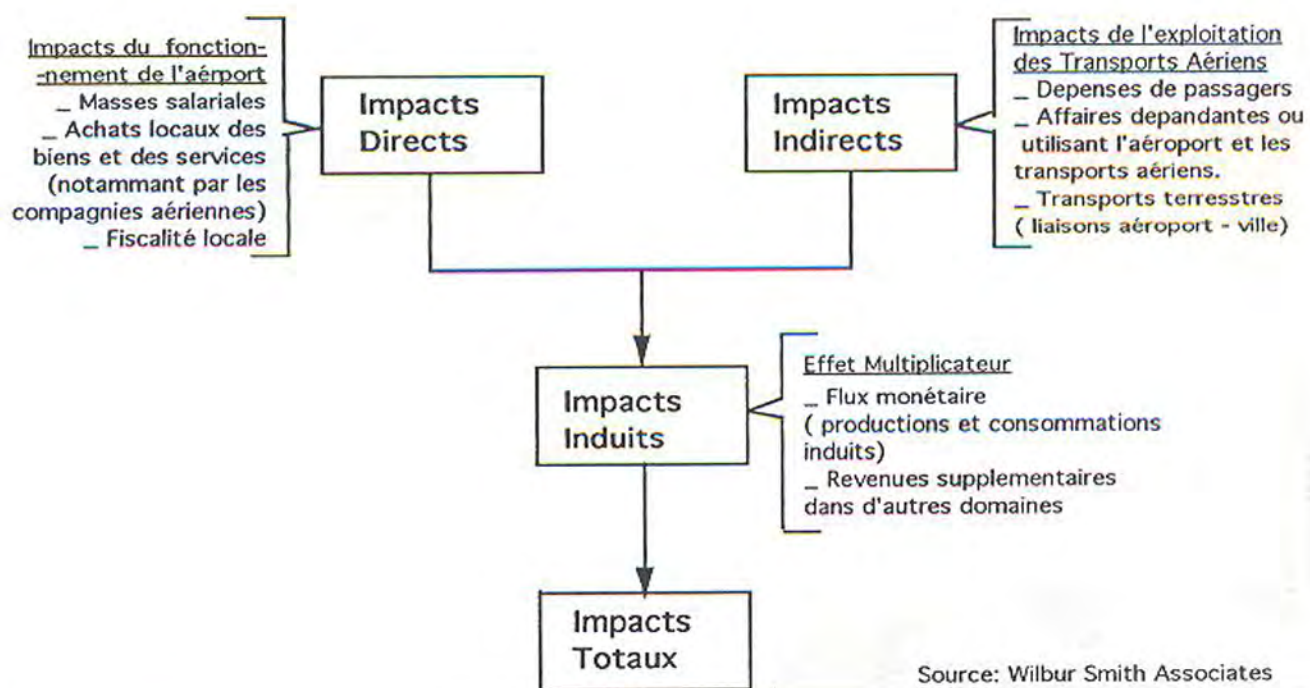 Impacts du fonction-
-nement de l'aérport
_ Masses salariales
_ Achats locaux des
biens et des services
(notammant par les
compagnies aériennes)
_ Fiscalité locale
Impacts
Directs
Impacts
Indirects
Impacts de l'exploitation
des Transports Aériens
_ Depenses de passagers
_ Affaires dependantes ou
utilisant l'aéroport et les
transports aériens.
_ Transports terresstres
( liaisons aéroport - ville)
Impacts
Induits
Effet Multiplicateur
_ Flux monétaire
( productions et consommations
induits)
_ Revenues supplementaires
dans d'autres domaines
Impacts
Totaux
Source: Wilbur Smith Associates